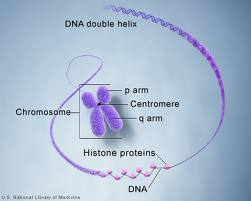 DNA double helix
p arm
Centromere
Chromosome
q arm
Histone proteins
DNA
U.S. National Library of Medicine